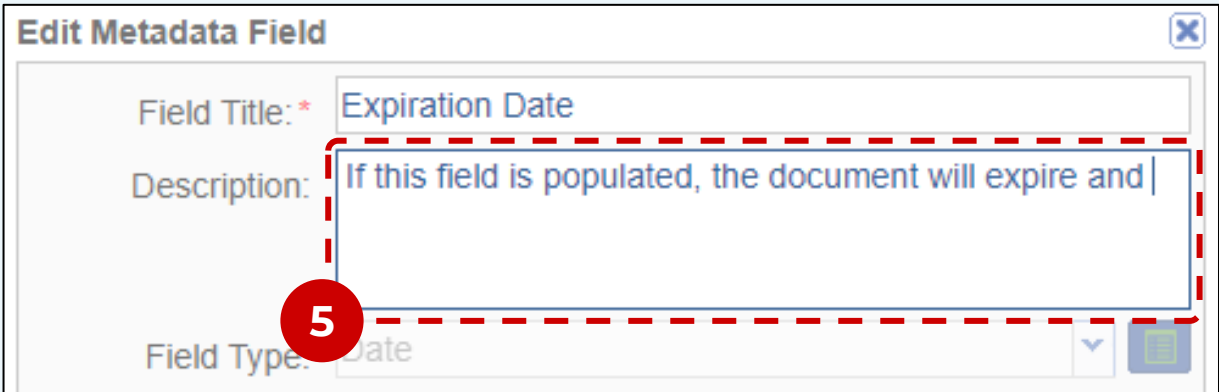 Edit Metadata Field
Field Title:* Expiration Date
Description: If this field is populated, the document will expire and
5
Field Type: Date